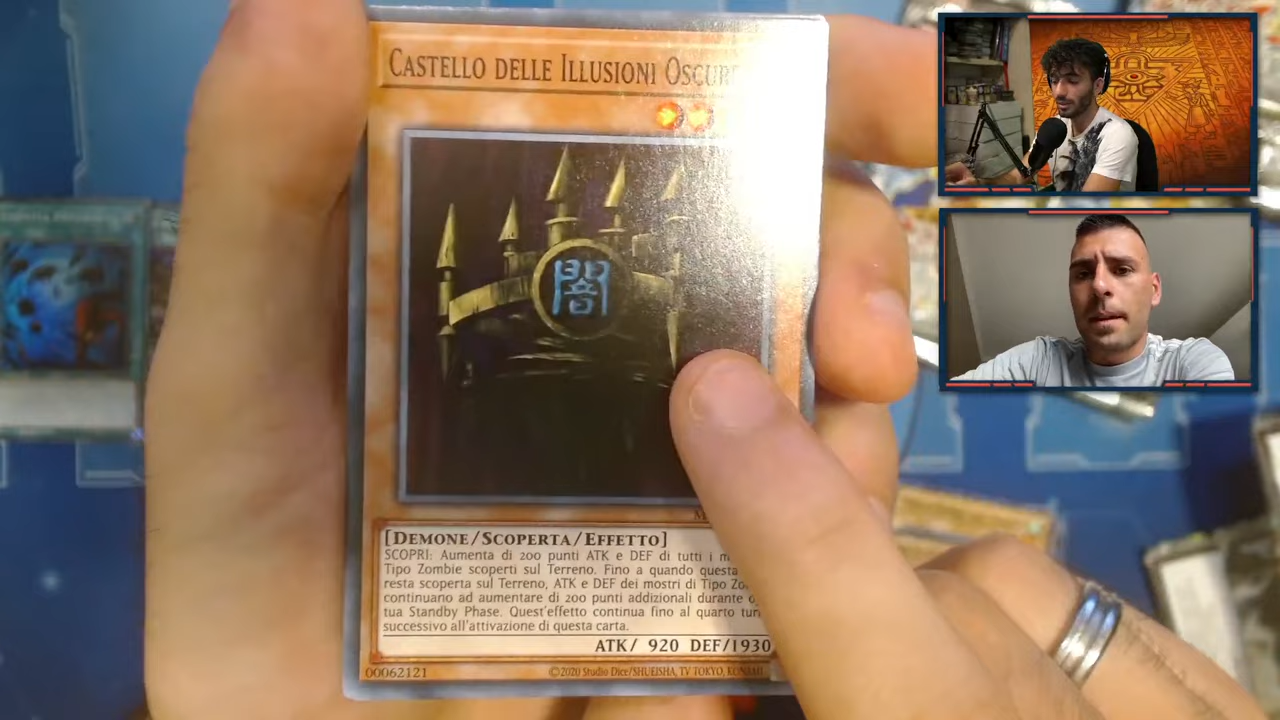 CASTELLO DELLE ILLUSIONI OSCURE
闇
[DEMONE/SCOPERTA/EFFETTO]
SCOPRI: Aumenta di 200 punti ATK e DEF di tutti i m
Tipo Zombie scoperti sul Terreno. Fino a quando questa
resta scoperta sul Terreno, ATK e DEF dei mostri di Tipo Zo
continuano ad aumentare di 200 punti addizionali durante o
tua Standby Phase. Quest'effetto continua fino al quarto tur
successivo all'attivazione di questa carta.
ATK/ 920 DEF/1930
00062121
©2020 Studio Dice/SHUEISHA, TV TOKYO, KONAMI